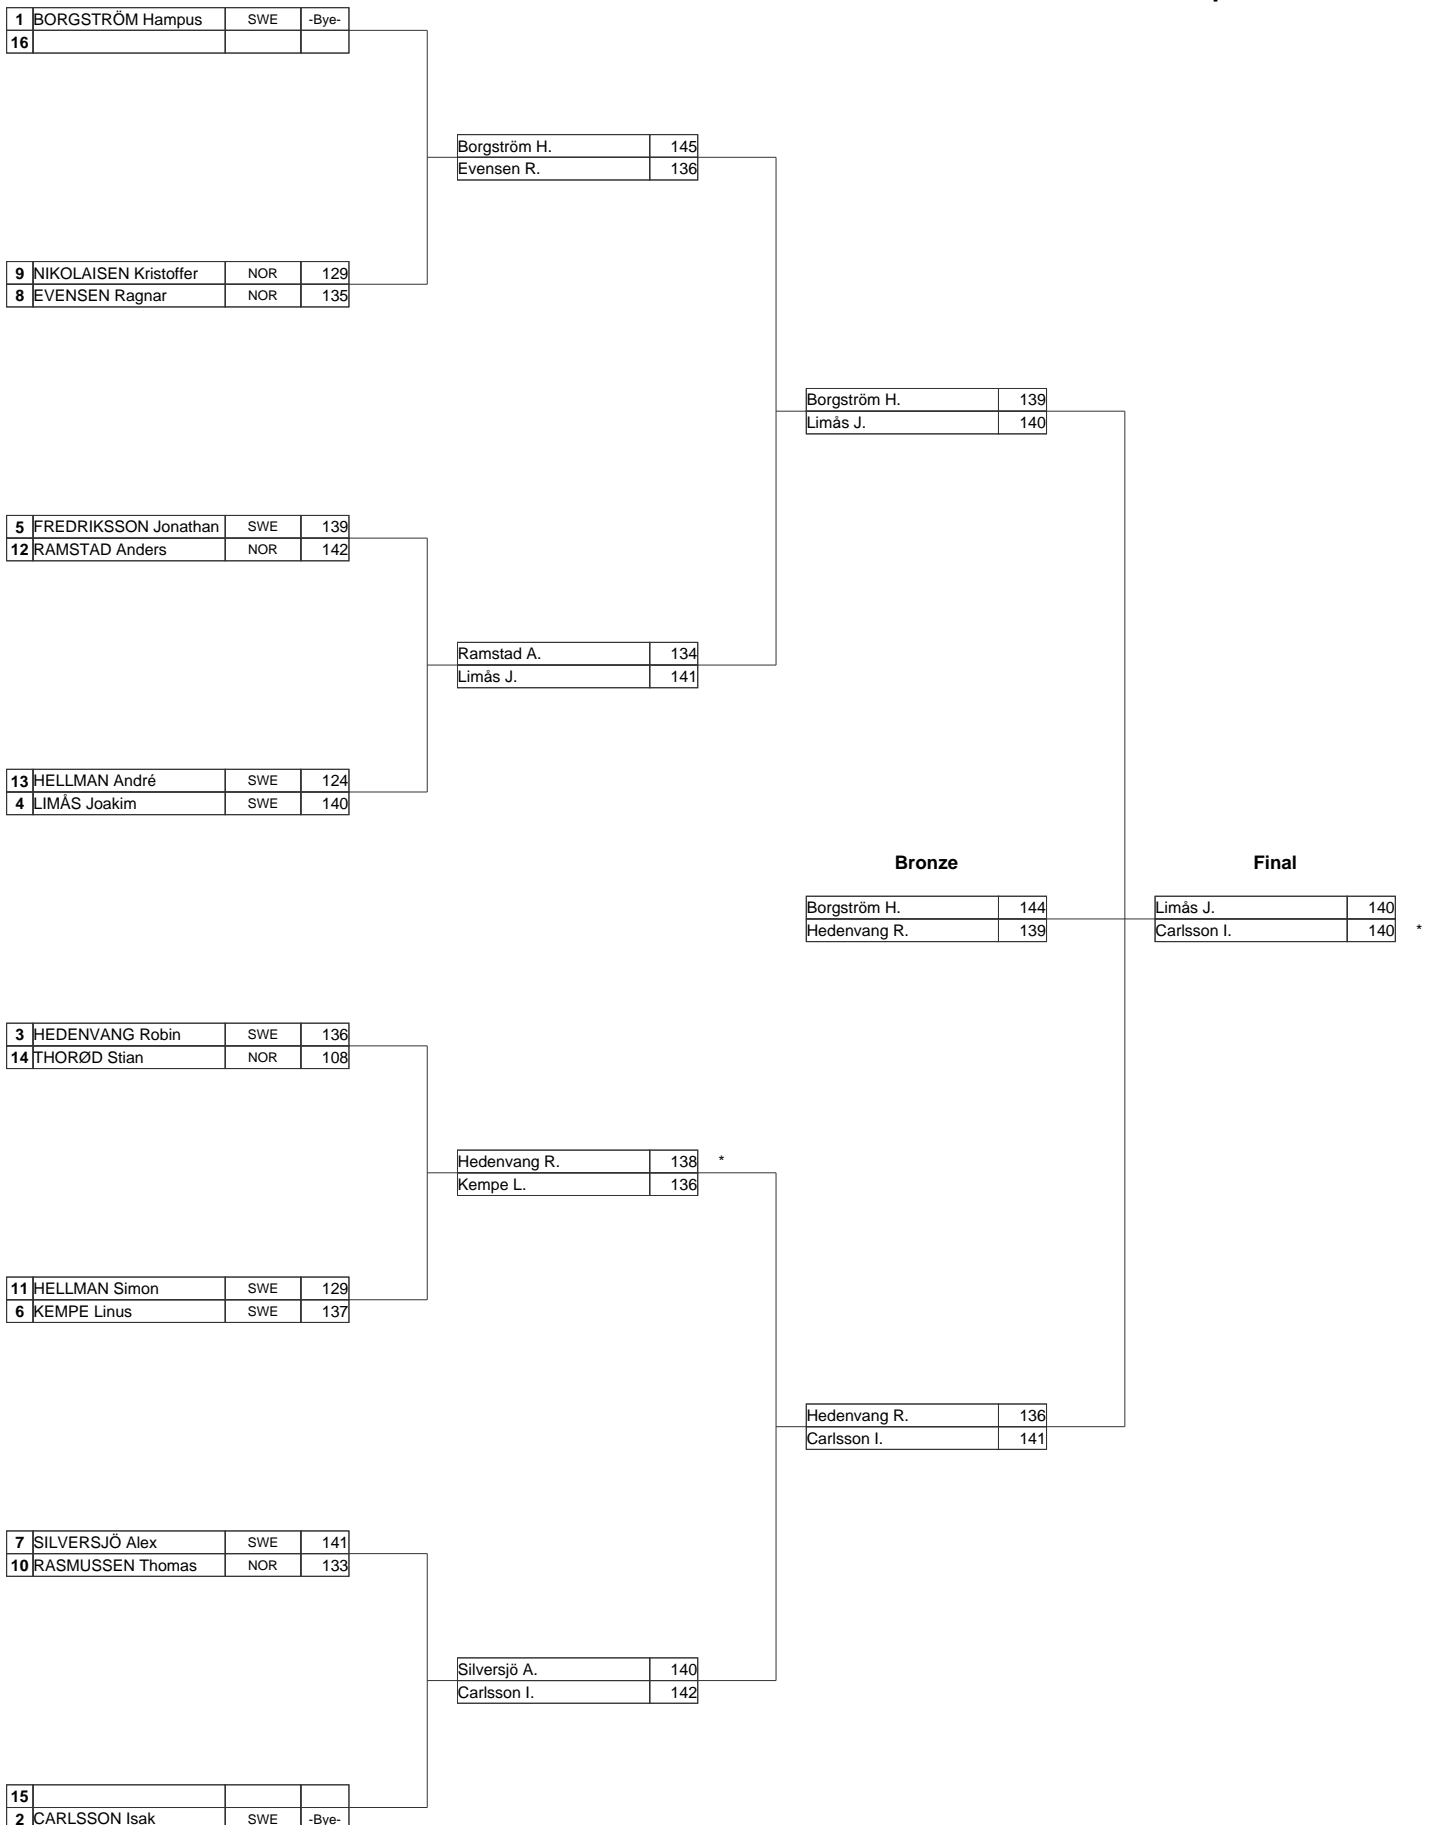 1 BORGSTRÖM Hampus SWE -Bye-
16
Borgström H. 145
Evensen R. 136
9 NIKOLAISEN Kristoffer NOR 129
8 EVENSEN Ragnar NOR 135
Borgström H. 139
Limås J. 140
5 FREDRIKSSON Jonathan SWE 139
12 RAMSTAD Anders NOR 142
Ramstad A. 134
Limås J. 141
13 HELLMAN André SWE 124
4 LIMÅS Joakim SWE 140
Bronze Final
Borgström H. 144 Limås J. 140
Hedenvang R. 139 Carlsson I. 140 *
3 HEDENVANG Robin SWE 136
14 THORØD Stian NOR 108
Hedenvang R. 138 *
Kempe L. 136
11 HELLMAN Simon SWE 129
6 KEMPE Linus SWE 137
Hedenvang R. 136
Carlsson I. 141
7 SILVERSJÖ Alex SWE 141
10 RASMUSSEN Thomas NOR 133
Silversjö A. 140
Carlsson I. 142
15
2 CARLSSON Isak SWE -Bye-